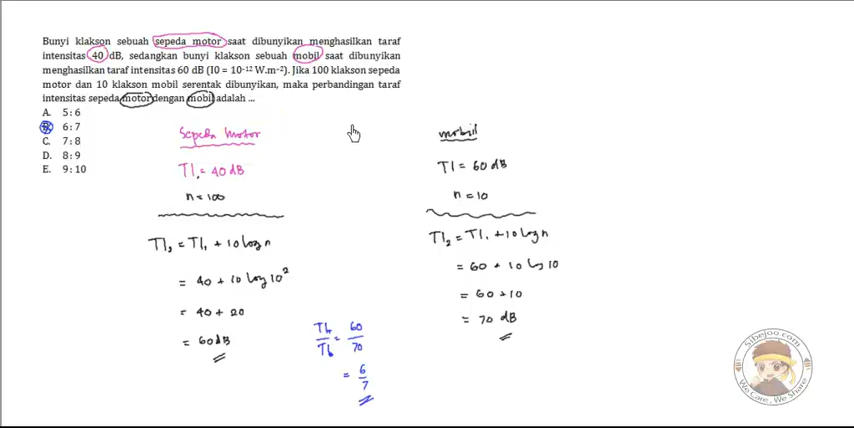 Bunyi klakson sebuah sepeda motor saat dibunyikan menghasilkan taraf
intensitas 40 dB, sedangkan bunyi klakson sebuah mobil saat dibunyikan
menghasilkan taraf intensitas 60 dB (I0 = 10⁻¹² W.m⁻²). Jika 100 klakson sepeda
motor dan 10 klakson mobil serentak dibunyikan, maka perbandingan taraf
intensitas sepeda motor dengan mobil adalah ...
A. 5 : 6
B. 6 : 7
C. 7 : 8
D. 8 : 9
E. 9 : 10
Sepeda Motor
TI₁ = 40 dB
n = 100
TI₂ = TI₁ + 10 log n
= 40 + 10 log 10²
= 40 + 20
= 60 dB
mobil
TI = 60 dB
n = 10
TI₂ = TI₁ + 10 log n
= 60 + 10 log 10
= 60 + 10
= 70 dB
= 60/70
= 6/7
Sibejoo.com
We Care, We Share